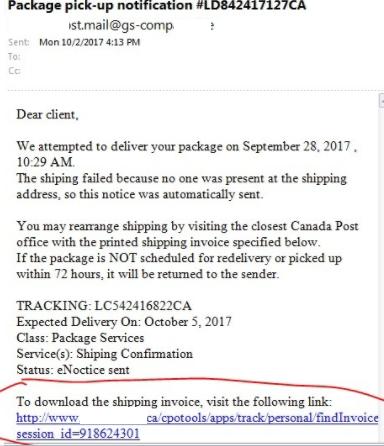 Package pick-up notification #LD842417127CA
st.mail@gs-comp
Sent: Mon 10/2/2017 4:13 PM
To:
Cc:
Dear client,
We attempted to deliver your package on September 28, 2017 ,
10:29 AM.
The shiping failed because no one was present at the shipping
address, so this notice was automatically sent.
You may rearrange shipping by visiting the closest Canada Post
office with the printed shipping invoice specified below.
If the package is NOT scheduled for redelivery or picked up
within 72 hours, it will be returned to the sender.
TRACKING: LC542416822CA
Expected Delivery On: October 5, 2017
Class: Package Services
Service(s): Shiping Confirmation
Status: eNoctice sent
To download the shipping invoice, visit the following link:
http://www. ca/cpotools/apps/track/personal/findInvoice
session_id=918624301